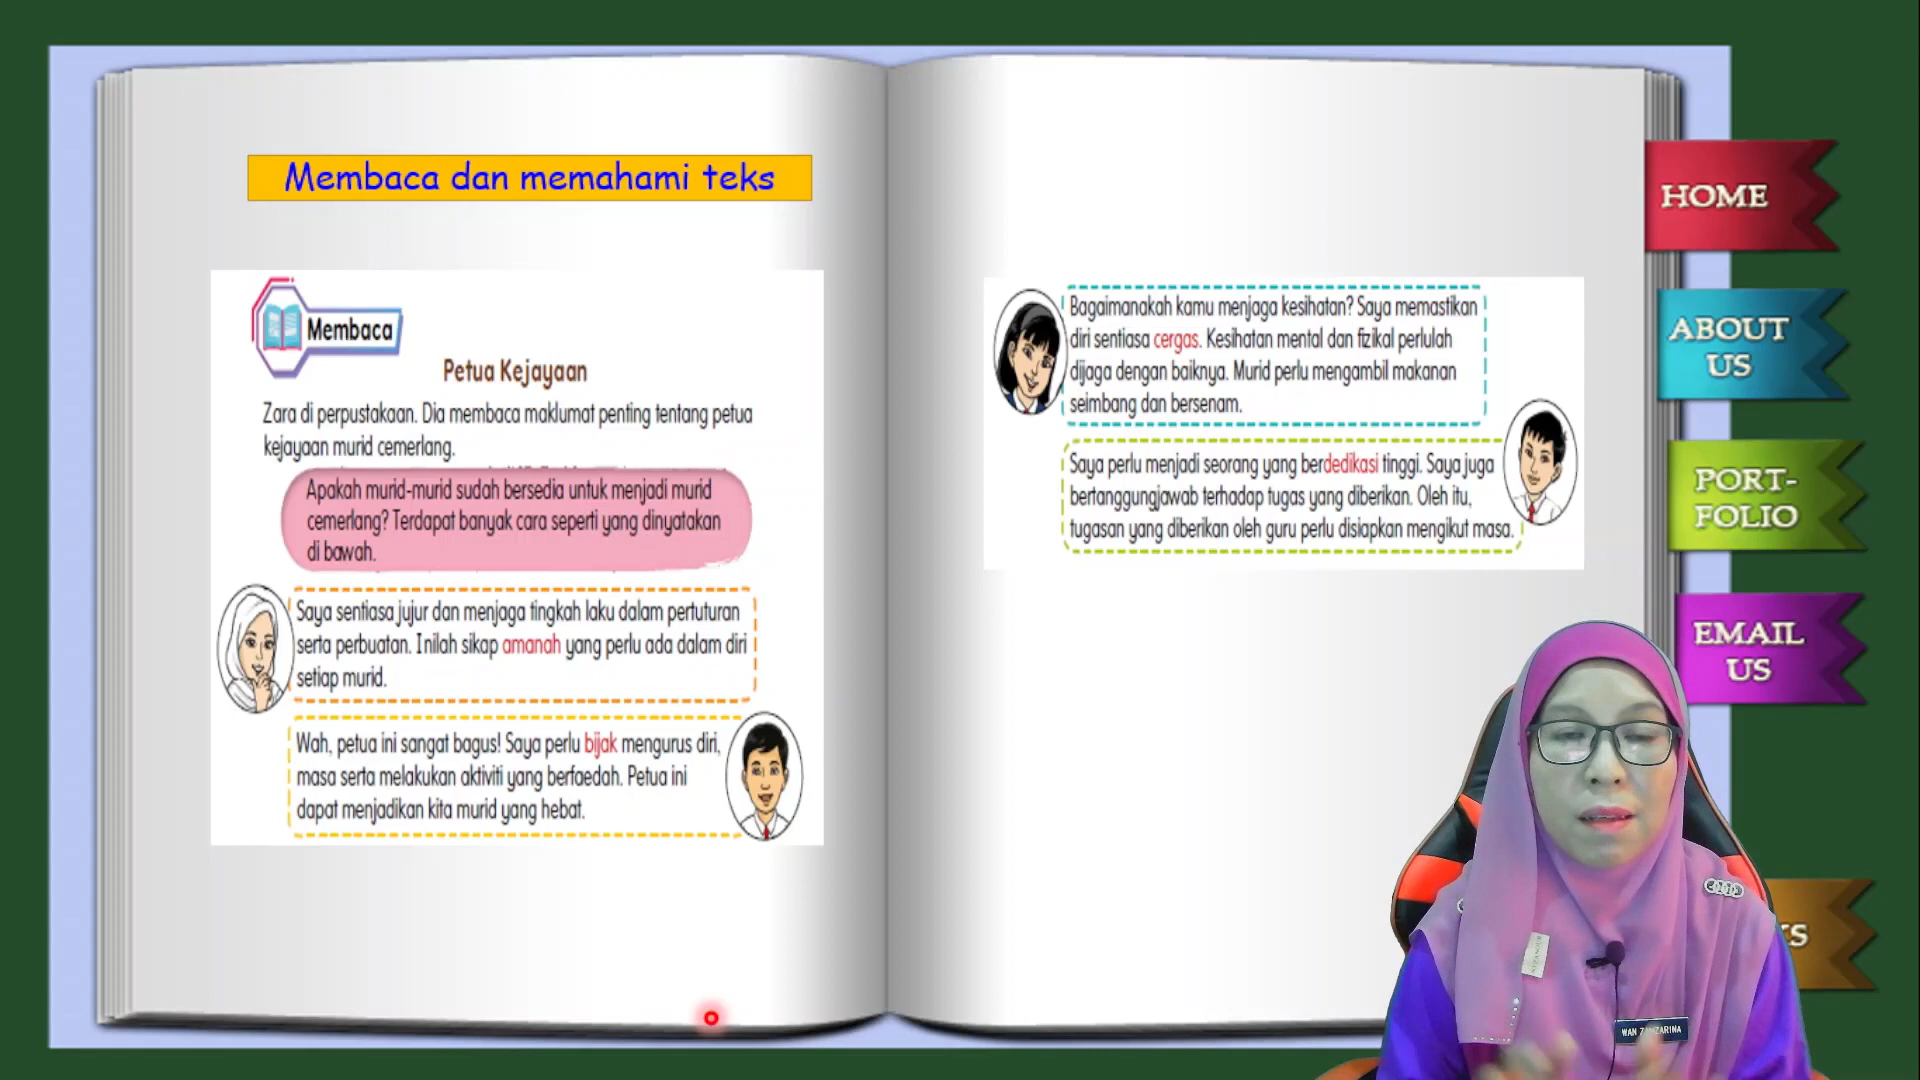 Membaca dan memahami teks
Membaca
Petua Kejayaan
Zara di perpustakaan. Dia membaca maklumat penting tentang petua
kejayaan murid cemerlang.
Apakah murid-murid sudah bersedia untuk menjadi murid
cemerlang? Terdapat banyak cara seperti yang dinyatakan
di bawah.
Saya sentiasa jujur dan menjaga tingkah laku dalam pertuturan
serta perbuatan. Inilah sikap amanah yang perlu ada dalam diri
setiap murid.
Wah, petua ini sangat bagus! Saya perlu bijak mengurus diri,
masa serta melakukan aktiviti yang berfaedah. Petua ini
dapat menjadikan kita murid yang hebat.
Bagaimanakah kamu menjaga kesihatan? Saya memastikan
diri sentiasa cergas. Kesihatan mental dan fizikal perlulah
dijaga dengan baiknya. Murid perlu mengambil makanan
seimbang dan bersenam.
Saya perlu menjadi seorang yang berdedikasi tinggi. Saya juga
bertanggungjawab terhadap tugas yang diberikan. Oleh itu,
tugasan yang diberikan oleh guru perlu disiapkan mengikut masa.
HOME
ABOUT
US
PORT-
FOLIO
EMAIL
US
WAN